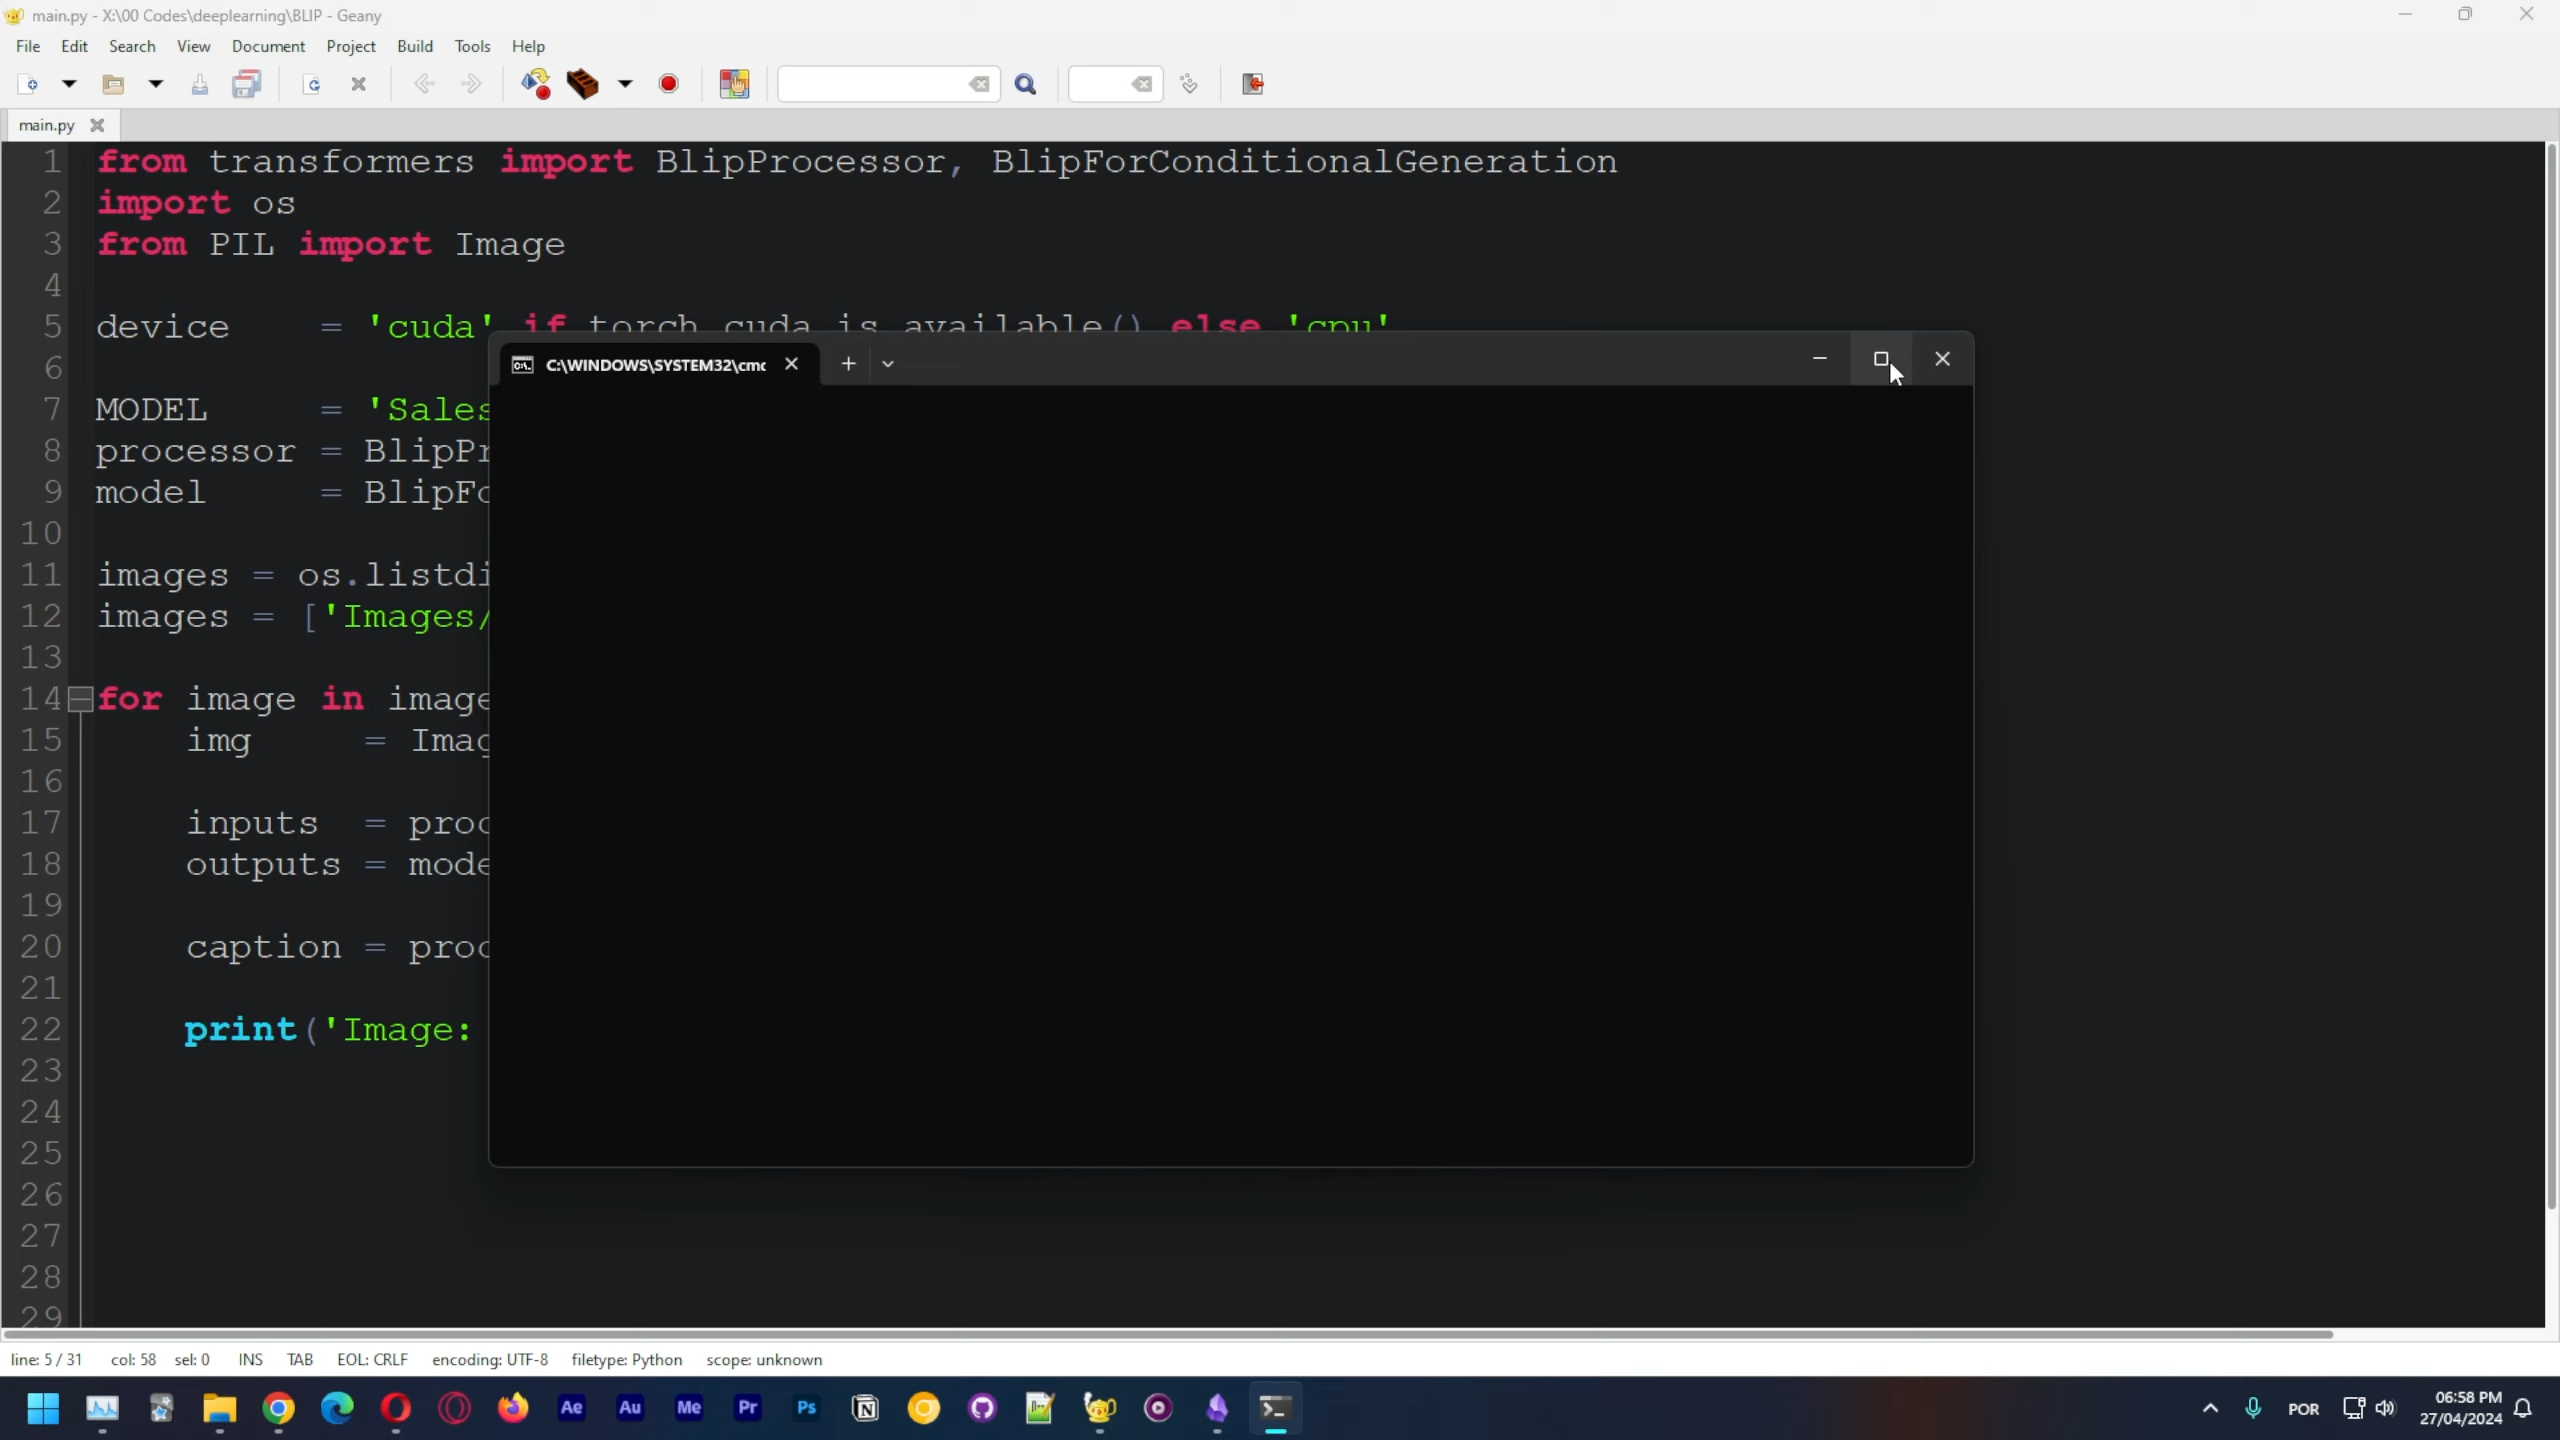 main.py - X:\00 Codes\deeplearning\BLIP - Geany
File Edit Search View Document Project Build Tools Help
main.py
1 from transformers import BlipProcessor, BlipForConditionalGeneration
2 import os
3 from PIL import Image
4
5 device = 'cuda' if torch.cuda.is_available() else 'cpu'
C:\WINDOWS\SYSTEM32\cmd
6
7 MODEL = 'Sales
8 processor = BlipPr
9 model = BlipFo
10
11 images = os.listdi
12 images = ['Images/
13
14 for image in image
15 img = Imag
16
17 inputs = proc
18 outputs = mode
19
20 caption = proc
21
22 print('Image:
23
24
25
26
27
28
29
line: 5 / 31 col: 58 sel: 0 INS TAB EOL: CRLF encoding: UTF-8 filetype: Python scope: unknown
Ae Au Me Pr Ps
POR
06:58 PM
27/04/2024